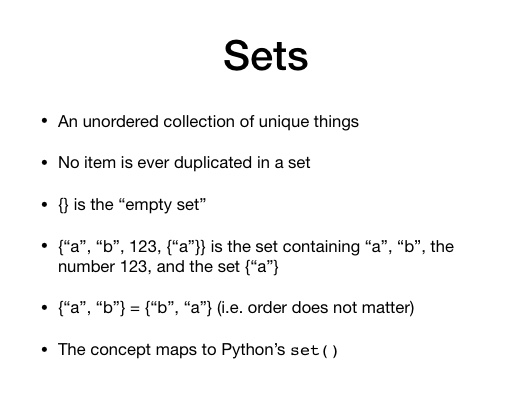 Sets
• An unordered collection of unique things
• No item is ever duplicated in a set
• {} is the “empty set”
• {“a”, “b”, 123, {“a”}} is the set containing “a”, “b”, the
number 123, and the set {“a”}
• {“a”, “b”} = {“b”, “a”} (i.e. order does not matter)
• The concept maps to Python’s set()